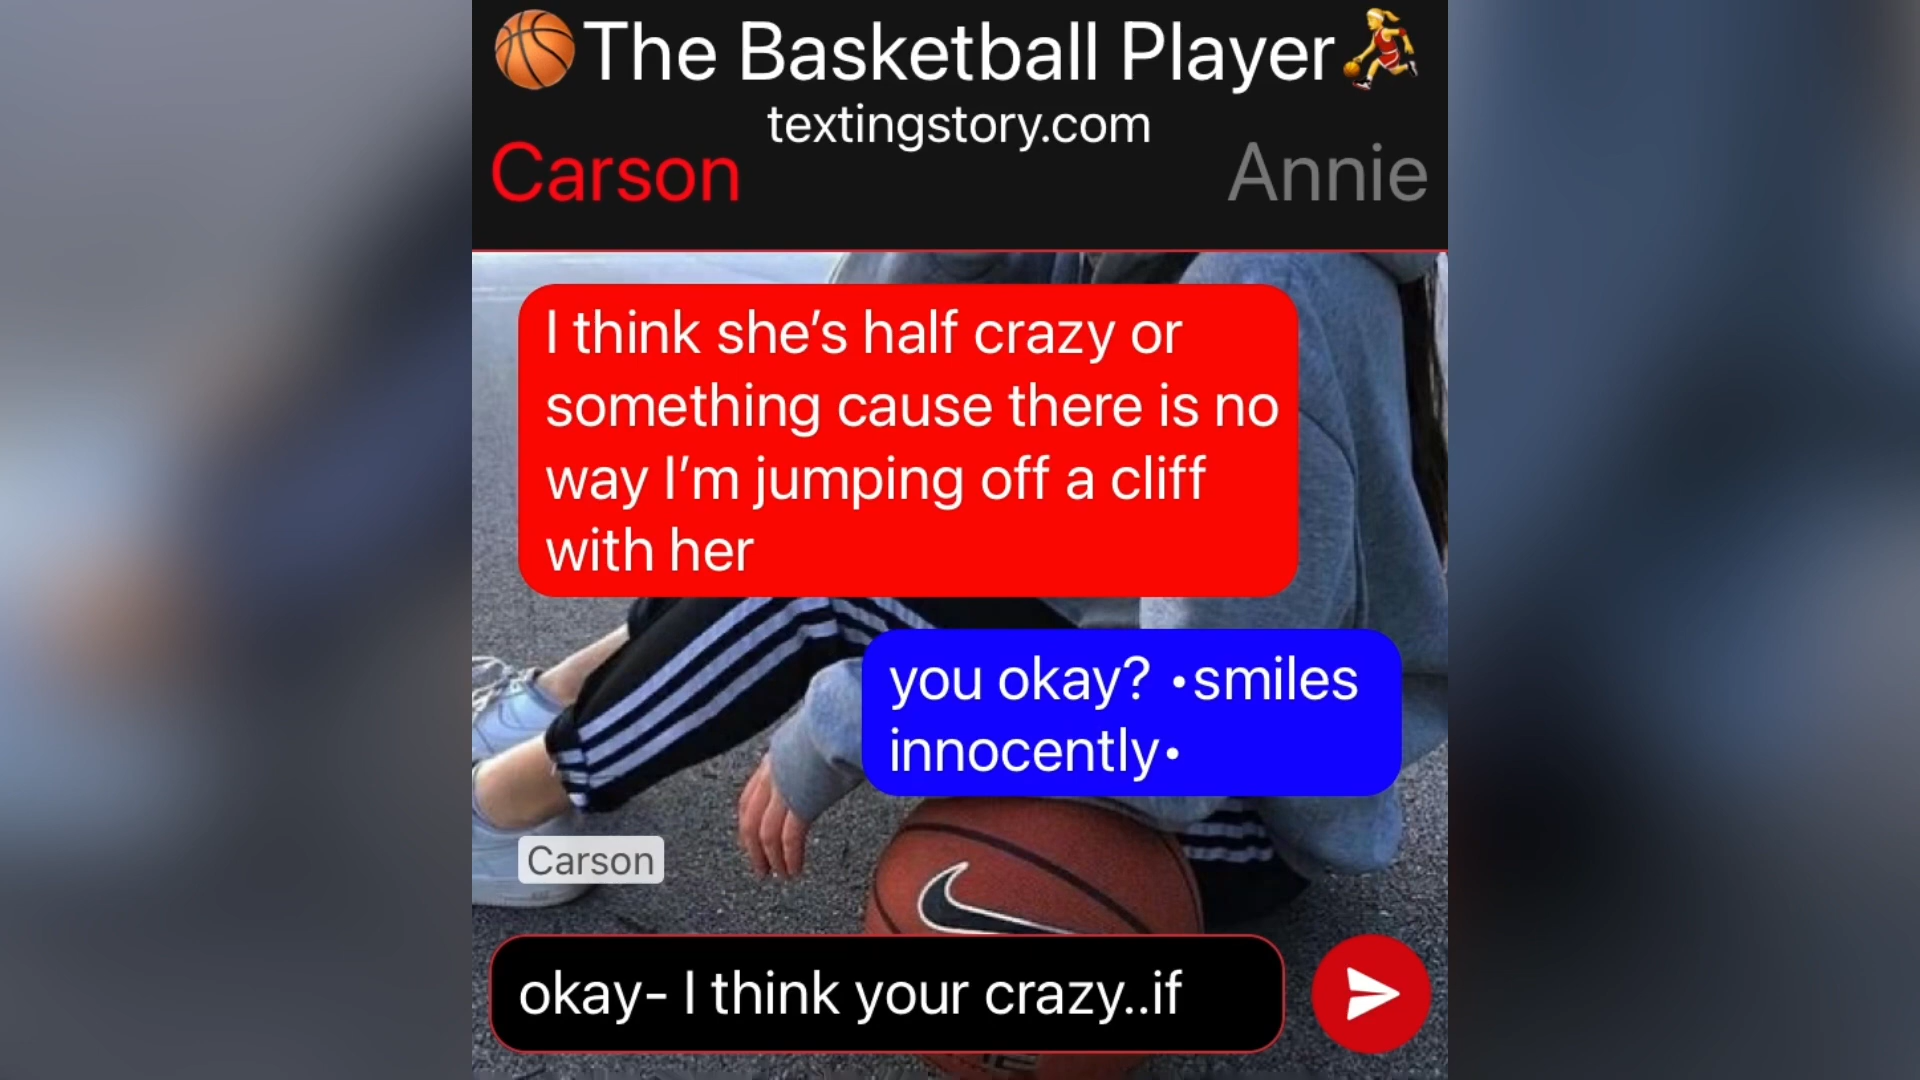 🏀The Basketball Player⛹️‍♀️
textingstory.com
Carson
Annie
I think she’s half crazy or
something cause there is no
way I’m jumping off a cliff
with her
you okay? •smiles
innocently•
Carson
okay- I think your crazy..if